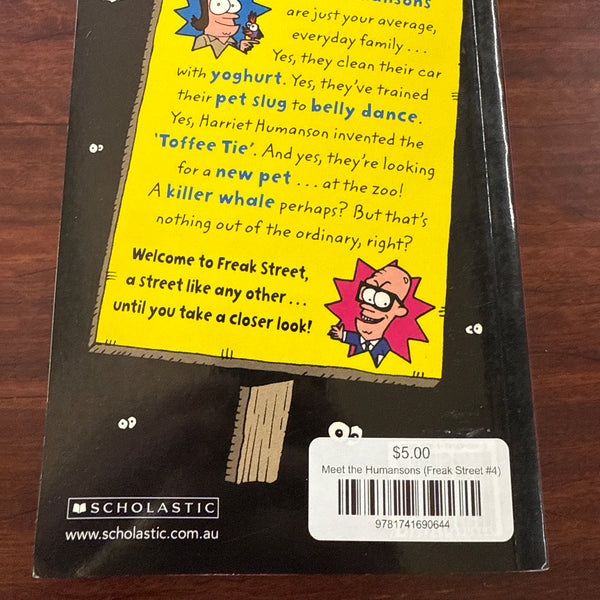 are just your average,
everyday family . . .
Yes, they clean their car
with yoghurt. Yes, they've trained
their pet slug to belly dance.
Yes, Harriet Humanson invented the
'Toffee Tie'. And yes, they're looking
for a new pet . . . at the zoo!
A killer whale perhaps? But that's
nothing out of the ordinary, right?
Welcome to Freak Street,
a street like any other . . .
until you take a closer look!
$5.00
Meet the Humansons (Freak Street #4)
9781741690644
SCHOLASTIC
www.scholastic.com.au